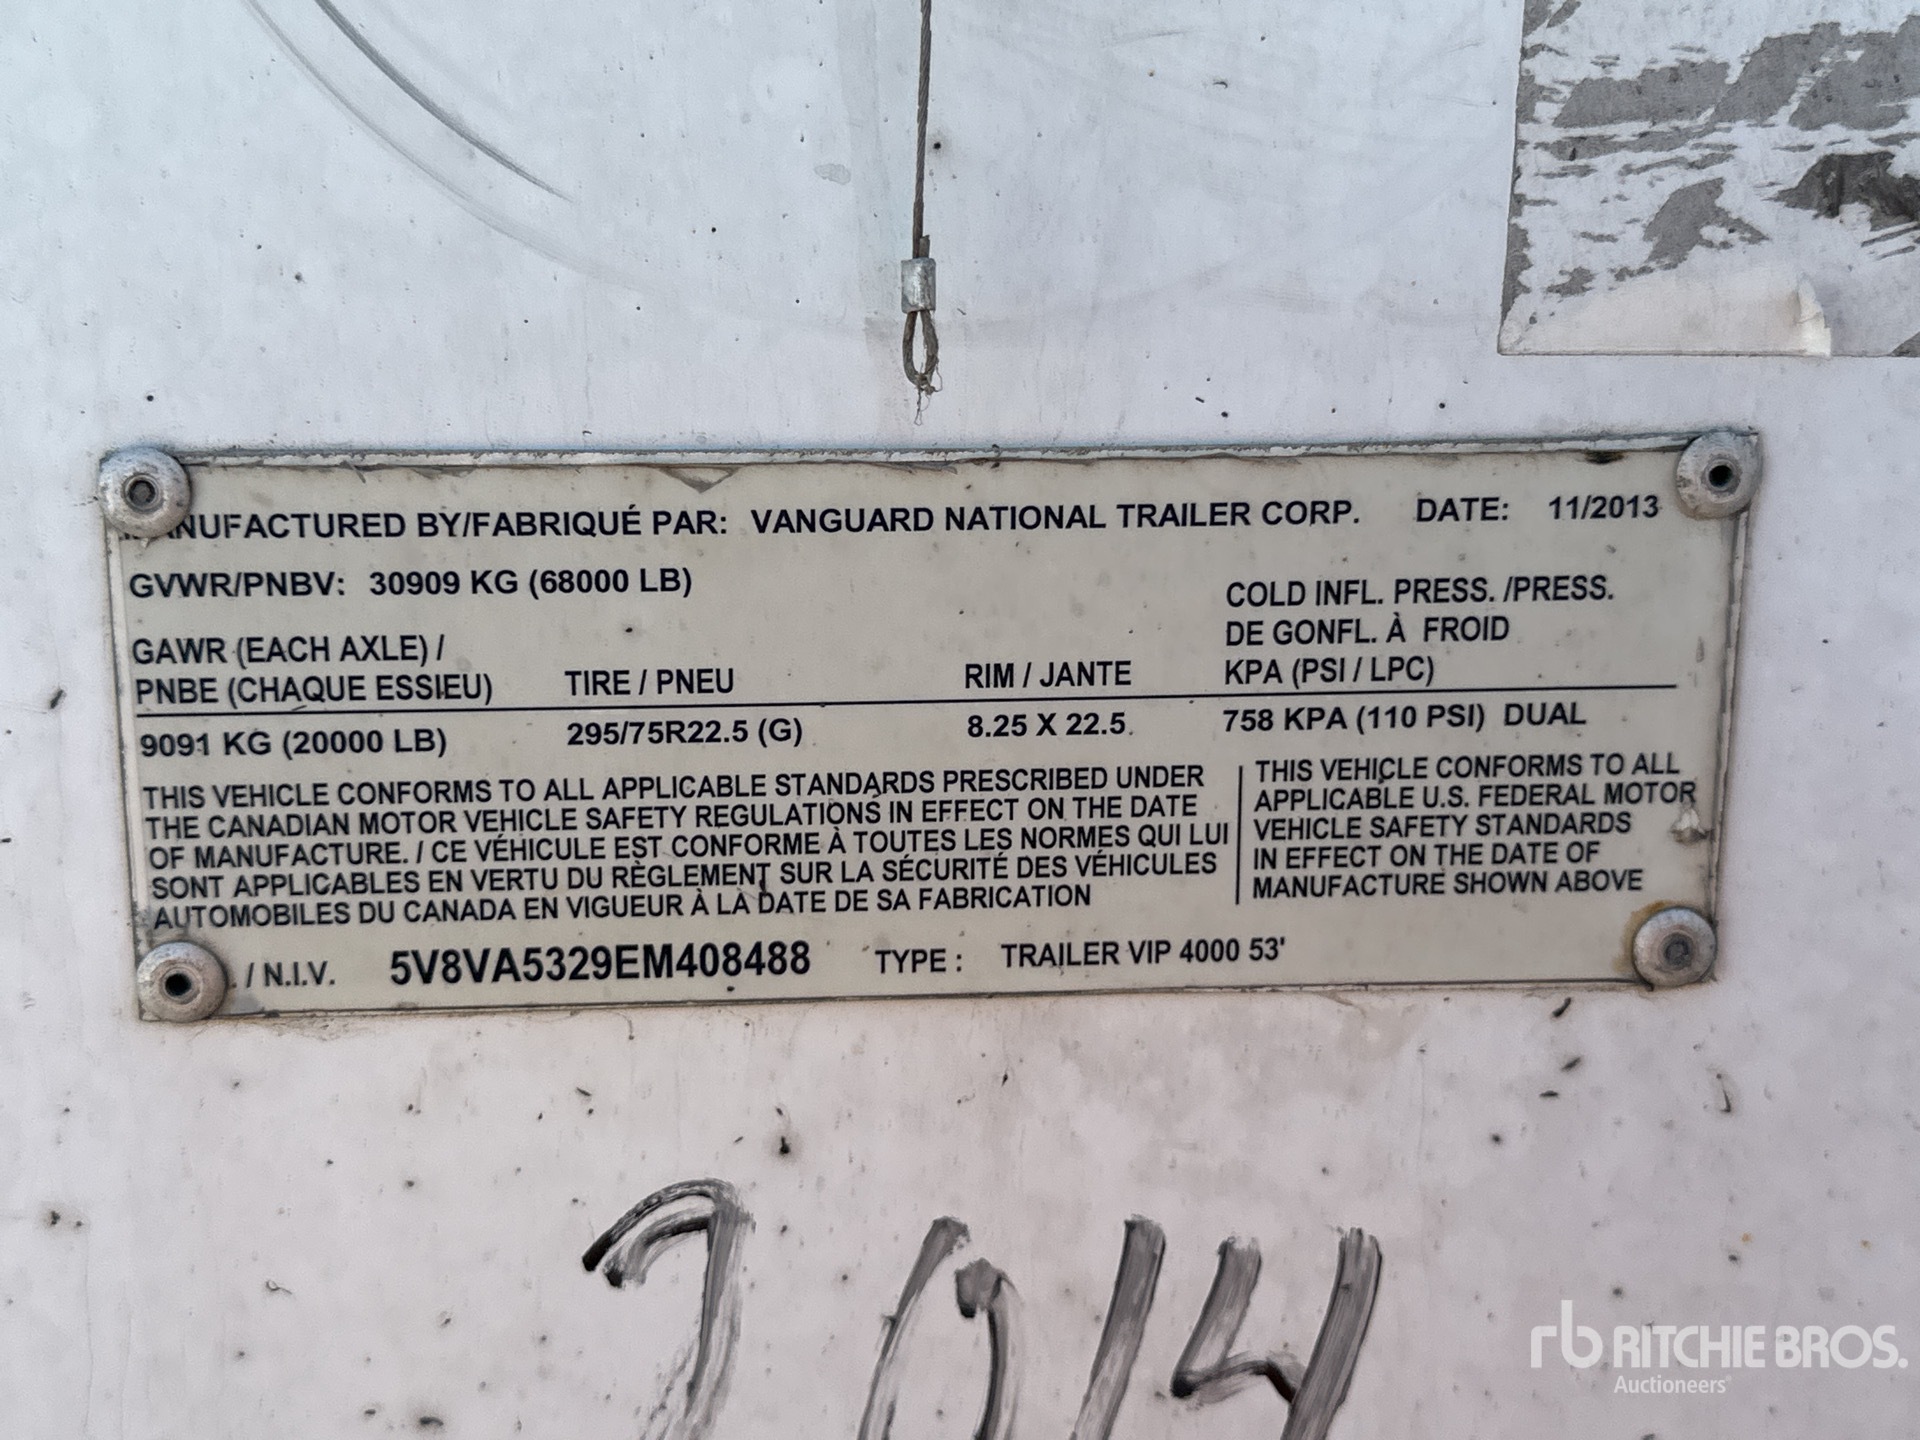 MANUFACTURED BY/FABRIQUÉ PAR: VANGUARD NATIONAL TRAILER CORP. DATE: 11/2013
GVWR/PNBV: 30909 KG (68000 LB)
COLD INFL. PRESS. /PRESS.
DE GONFL. À FROID
KPA (PSI / LPC)
GAWR (EACH AXLE) /
PNBE (CHAQUE ESSIEU) TIRE / PNEU RIM / JANTE
9091 KG (20000 LB) 295/75R22.5 (G) 8.25 X 22.5 758 KPA (110 PSI) DUAL
THIS VEHICLE CONFORMS TO ALL APPLICABLE STANDARDS PRESCRIBED UNDER
THE CANADIAN MOTOR VEHICLE SAFETY REGULATIONS IN EFFECT ON THE DATE
OF MANUFACTURE. / CE VÉHICULE EST CONFORME À TOUTES LES NORMES QUI LUI
SONT APPLICABLES EN VERTU DU RÈGLEMENT SUR LA SÉCURITÉ DES VÉHICULES
AUTOMOBILES DU CANADA EN VIGUEUR À LA DATE DE SA FABRICATION
THIS VEHICLE CONFORMS TO ALL
APPLICABLE U.S. FEDERAL MOTOR
VEHICLE SAFETY STANDARDS
IN EFFECT ON THE DATE OF
MANUFACTURE SHOWN ABOVE
/ N.I.V. 5V8VA5329EM408488 TYPE : TRAILER VIP 4000 53'
2014
rb RITCHIE BROS.
Auctioneers